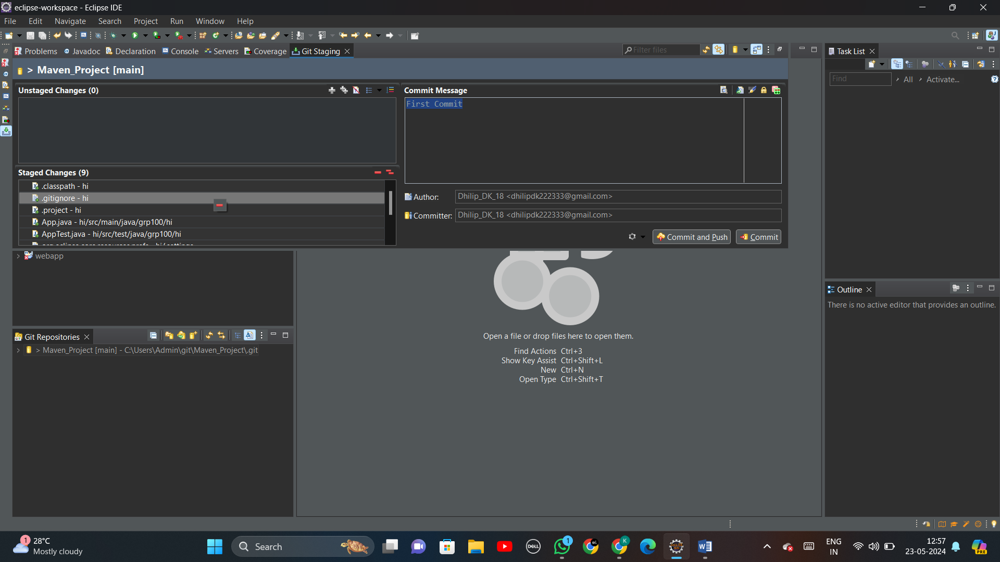 eclipse-workspace - Eclipse IDE
File Edit Navigate Search Project Run Window Help
Problems Javadoc Declaration Console Servers Coverage Git Staging
Filter files
> Maven_Project [main]
Unstaged Changes (0)
Staged Changes (9)
.classpath - hi
.gitignore - hi
.project - hi
App.java - hi/src/main/java/grp100/hi
AppTest.java - hi/src/test/java/grp100/hi
Commit Message
First Commit
Author: Dhilip_DK_18 <dhilipdk222333@gmail.com>
Committer: Dhilip_DK_18 <dhilipdk222333@gmail.com>
Commit and Push Commit
webapp
Git Repositories
> Maven_Project [main] - C:\Users\Admin\git\Maven_Project\.git
Open a file or drop files here to open them.
Find Actions Ctrl+3
Show Key Assist Ctrl+Shift+L
New Ctrl+N
Open Type Ctrl+Shift+T
Task List
Find All Activate...
Outline
There is no active editor that provides an outline.
1
28°C
Mostly cloudy
Search
DELL
1
K
ENG
IN
12:57
23-05-2024
PRE